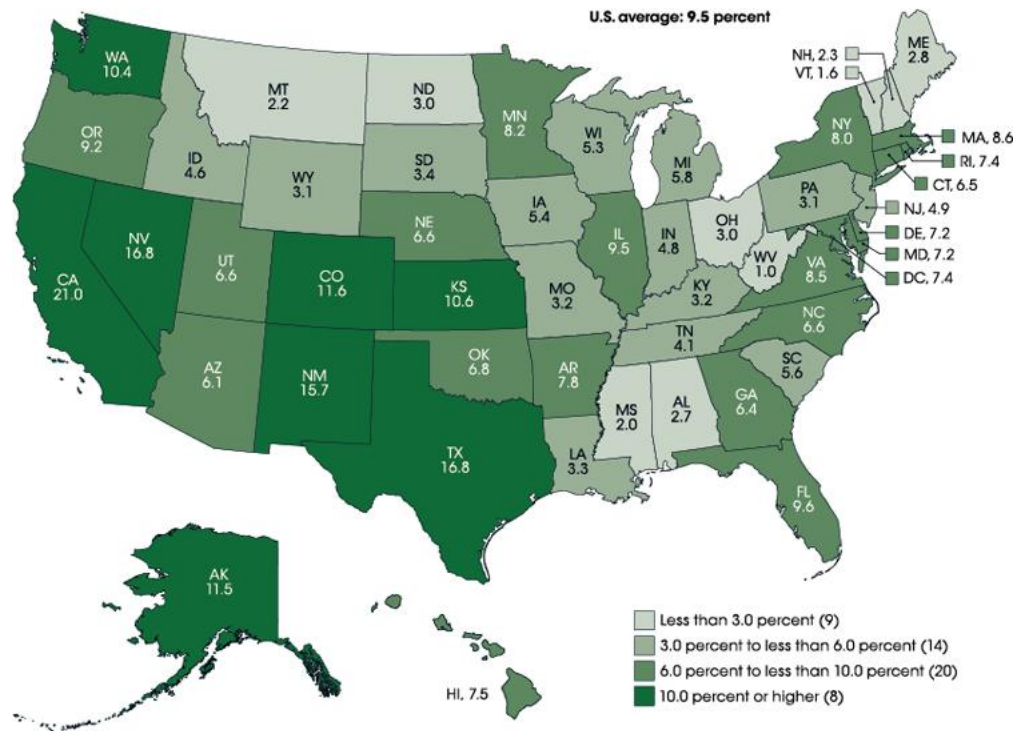 U.S. average: 9.5 percent
WA
10.4
OR
9.2
CA
21.0
NV
16.8
ID
4.6
MT
2.2
WY
3.1
UT
6.6
AZ
6.1
CO
11.6
NM
15.7
ND
3.0
SD
3.4
NE
6.6
KS
10.6
OK
6.8
TX
16.8
MN
8.2
IA
5.4
MO
3.2
AR
7.8
LA
3.3
WI
5.3
IL
9.5
MI
5.8
IN
4.8
OH
3.0
KY
3.2
TN
4.1
MS
2.0
AL
2.7
GA
6.4
FL
9.6
SC
5.6
NC
6.6
VA
8.5
WV
1.0
PA
3.1
NY
8.0
ME
2.8
NH, 2.3
VT, 1.6
MA, 8.6
RI, 7.4
CT, 6.5
NJ, 4.9
DE, 7.2
MD, 7.2
DC, 7.4
AK
11.5
HI, 7.5
Less than 3.0 percent (9)
3.0 percent to less than 6.0 percent (14)
6.0 percent to less than 10.0 percent (20)
10.0 percent or higher (8)